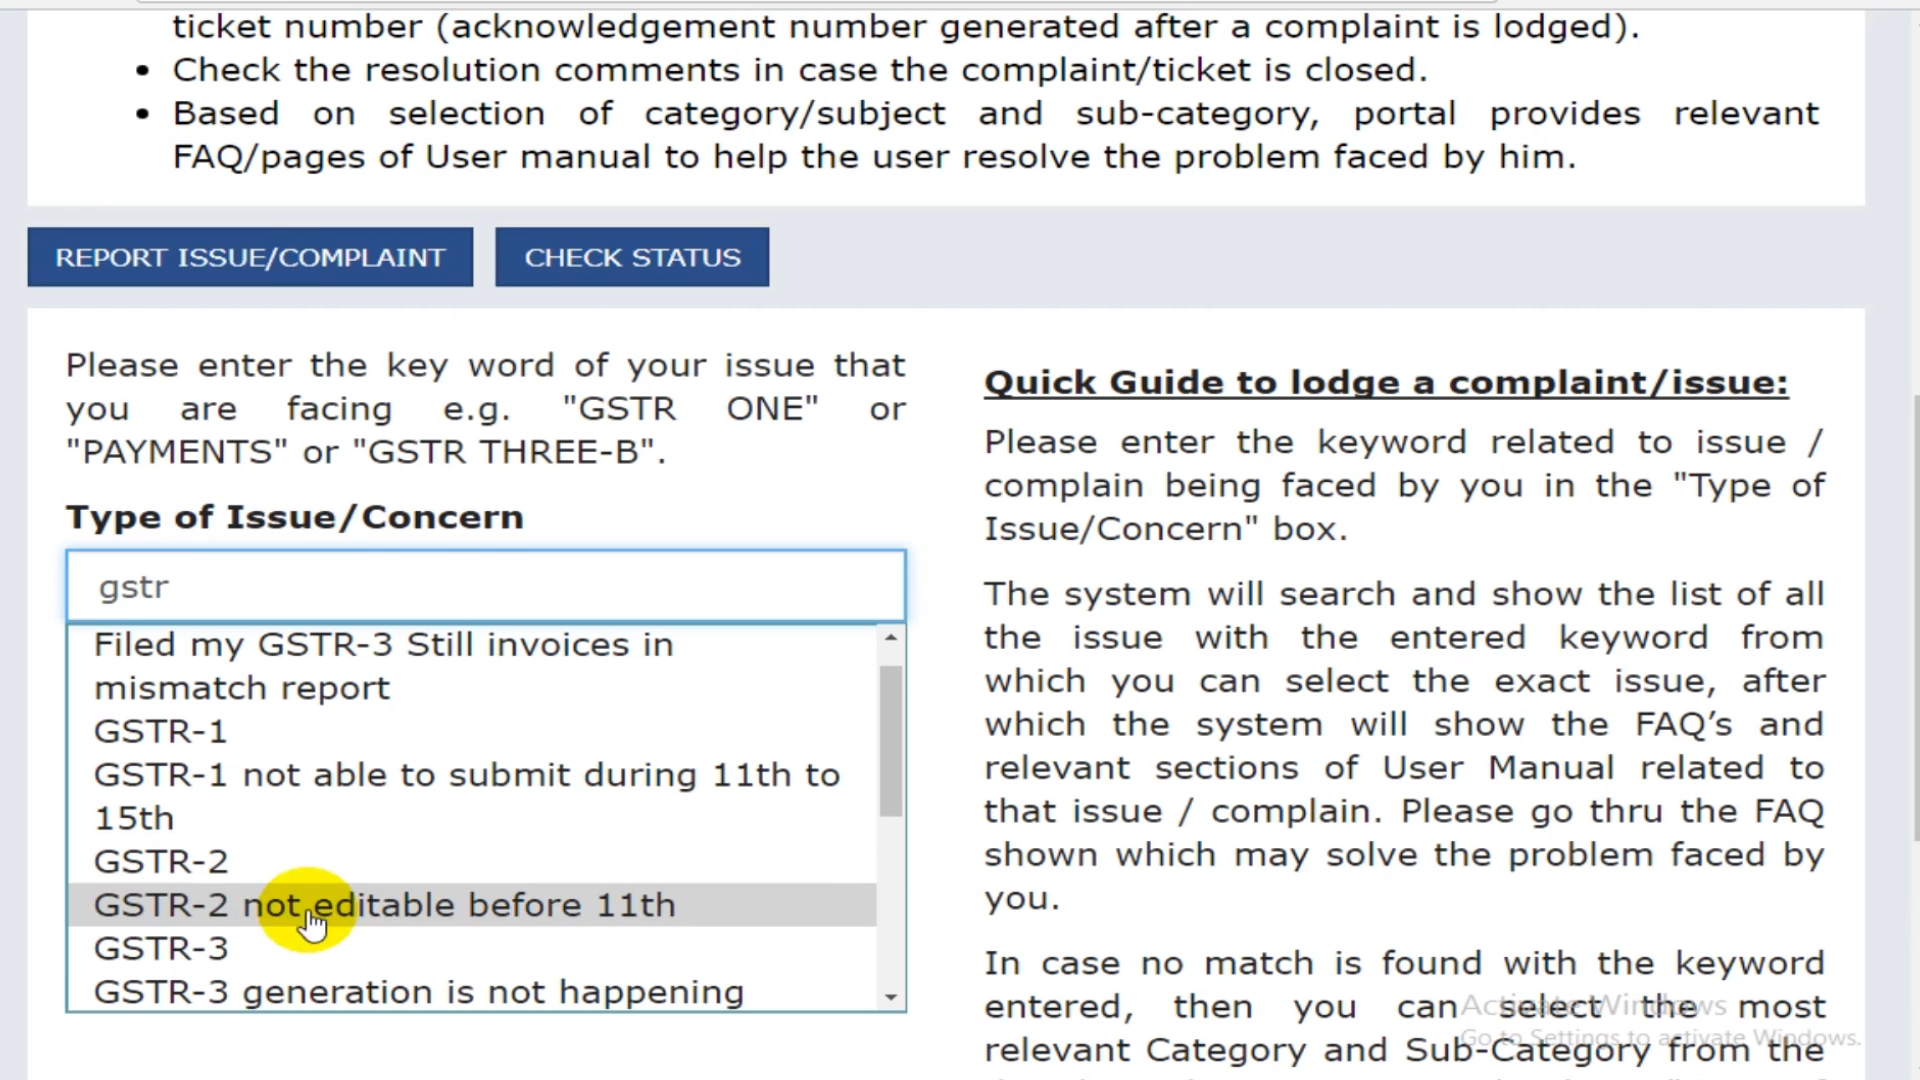 ticket number (acknowledgement number generated after a complaint is lodged).
• Check the resolution comments in case the complaint/ticket is closed.
• Based on selection of category/subject and sub-category, portal provides relevant
FAQ/pages of User manual to help the user resolve the problem faced by him.
REPORT ISSUE/COMPLAINT
CHECK STATUS
Please enter the key word of your issue that
you are facing e.g. "GSTR ONE" or
"PAYMENTS" or "GSTR THREE-B".
Type of Issue/Concern
gstr
Filed my GSTR-3 Still invoices in
mismatch report
GSTR-1
GSTR-1 not able to submit during 11th to
15th
GSTR-2
GSTR-2 not editable before 11th
GSTR-3
GSTR-3 generation is not happening
Quick Guide to lodge a complaint/issue:
Please enter the keyword related to issue /
complain being faced by you in the "Type of
Issue/Concern" box.
The system will search and show the list of all
the issue with the entered keyword from
which you can select the exact issue, after
which the system will show the FAQ's and
relevant sections of User Manual related to
that issue / complain. Please go thru the FAQ
shown which may solve the problem faced by
you.
In case no match is found with the keyword
entered, then you can select the most
relevant Category and Sub-Category from the
Activate Windows
Go to Settings to activate Windows.